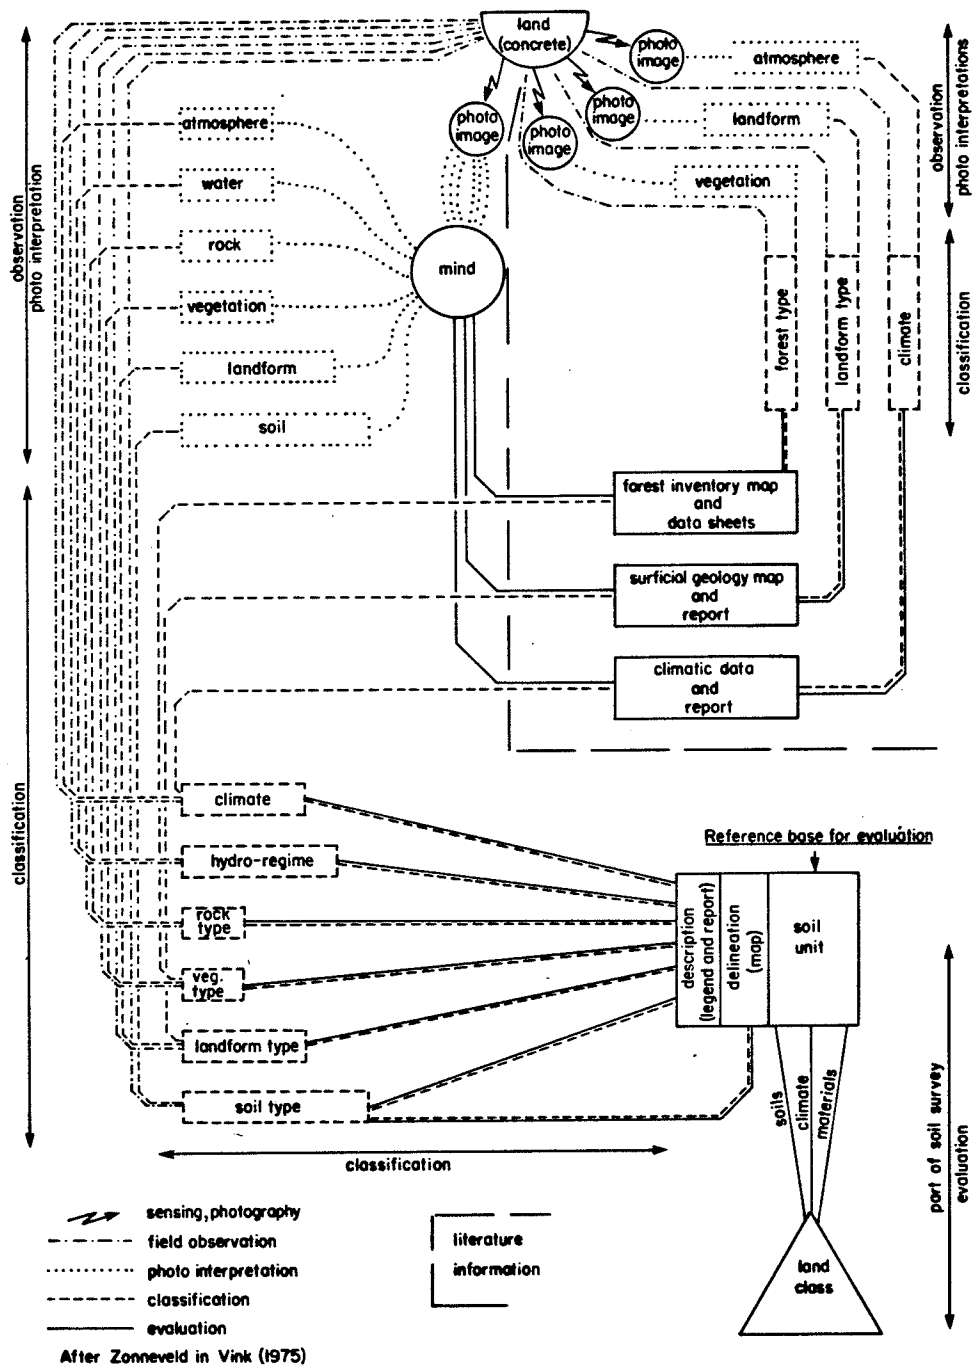 land
(concrete)
photo
image
atmosphere
photo
image
landform
photo
image
vegetation
photo
image
observation
photo interpretations
atmosphere
water
rock
vegetation
landform
soil
mind
observation
photo interpretation
forest type
landform type
climate
classification
forest inventory map
and
data sheets
surficial geology map
and
report
climatic data
and
report
classification
climate
hydro-regime
rock
type
veg.
type
landform type
soil type
classification
Reference base for evaluation
description
(legend and report)
delineation
(map)
soil
unit
soils
climate
materials
land
class
part of soil survey
evaluation
sensing, photography
field observation
photo interpretation
classification
evaluation
literature
information
After Zonneveld in Vink (1975)